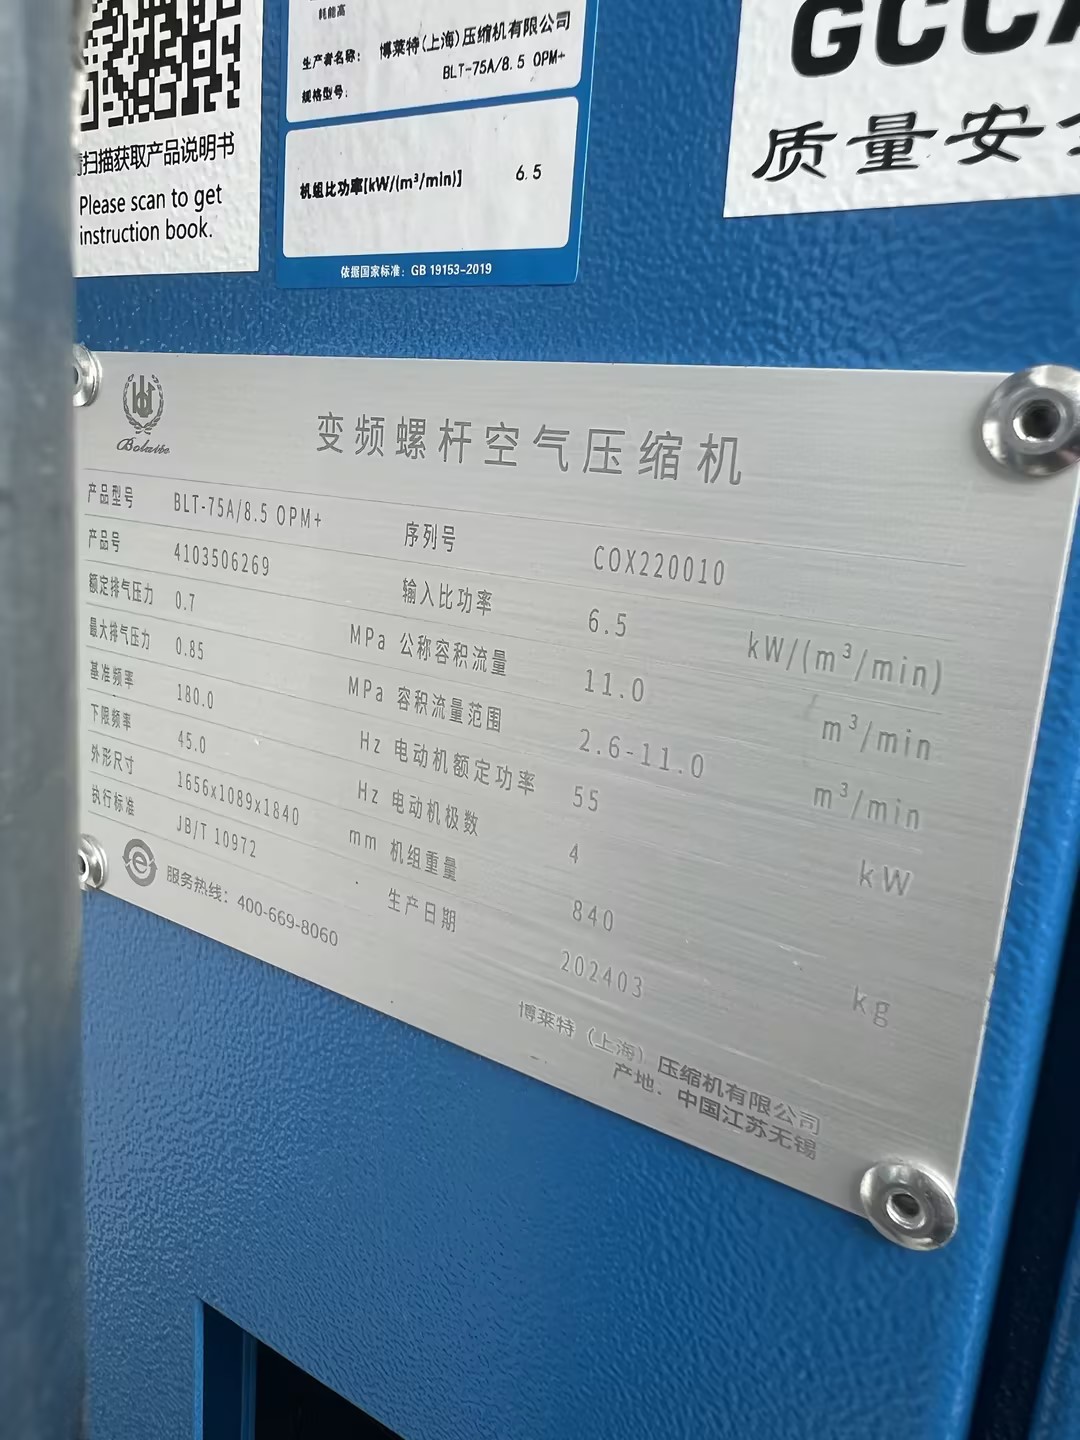 扫描获取产品说明书
Please scan to get
instruction book.
耗能高
生产者名称： 博莱特(上海)压缩机有限公司
规格型号： BLT-75A/8.5 OPM+
机组比功率[kW/(m³/min)] 6.5
依据国家标准：GB 19153-2019
GCC
质量安
Bolaite
变频螺杆空气压缩机
产品型号 BLT-75A/8.5 OPM+ 序列号 COX220010
产品号 4103506269 输入比功率 6.5 kW/(m³/min)
额定排气压力 0.7 MPa 公称容积流量 11.0 m³/min
最大排气压力 0.85 MPa 容积流量范围 2.6-11.0 m³/min
基准频率 180.0 Hz 电动机额定功率 55 kW
下限频率 45.0 Hz 电动机极数 4
外形尺寸 1656x1089x1840 mm 机组重量 840 kg
执行标准 JB/T 10972 生产日期 202403
服务热线：400-669-8060
博莱特（上海）压缩机有限公司
产地．中国江苏无锡